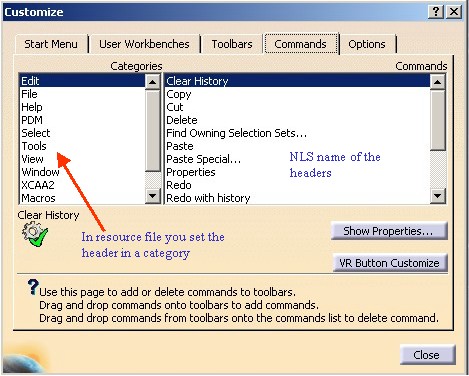 Customize
Start Menu User Workbenches Toolbars Commands Options
Categories Commands
Edit
File
Help
PDM
Select
Tools
View
Window
XCAA2
Macros
Clear History
Copy
Cut
Delete
Find Owning Selection Sets...
Paste
Paste Special...
Properties
Redo
Redo with history
NLS name of the
headers
Clear History
In resource file you set the
header in a category
Show Properties...
VR Button Customize
Use this page to add or delete commands to toolbars.
Drag and drop commands onto toolbars to add commands.
Drag and drop commands from toolbars onto the commands list to delete command.
Close